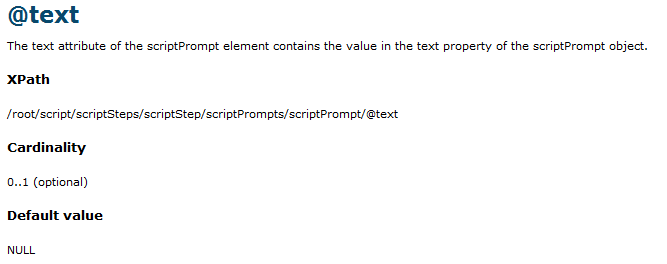 @text
The text attribute of the scriptPrompt element contains the value in the text property of the scriptPrompt object.
XPath
/root/script/scriptSteps/scriptStep/scriptPrompts/scriptPrompt/@text
Cardinality
0..1 (optional)
Default value
NULL